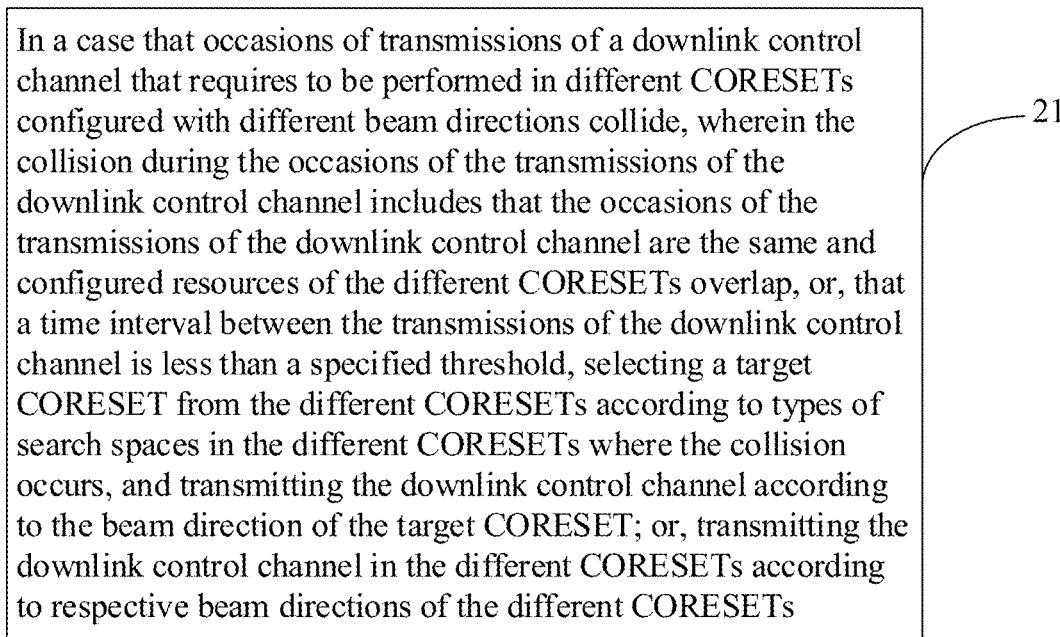 In a case that occasions of transmissions of a downlink control
channel that requires to be performed in different CORESETs
configured with different beam directions collide, wherein the
collision during the occasions of the transmissions of the
downlink control channel includes that the occasions of the
transmissions of the downlink control channel are the same and
configured resources of the different CORESETs overlap, or, that
a time interval between the transmissions of the downlink control
channel is less than a specified threshold, selecting a target
CORESET from the different CORESETs according to types of
search spaces in the different CORESETs where the collision
occurs, and transmitting the downlink control channel according
to the beam direction of the target CORESET; or, transmitting the
downlink control channel in the different CORESETs according
to respective beam directions of the different CORESETs
21